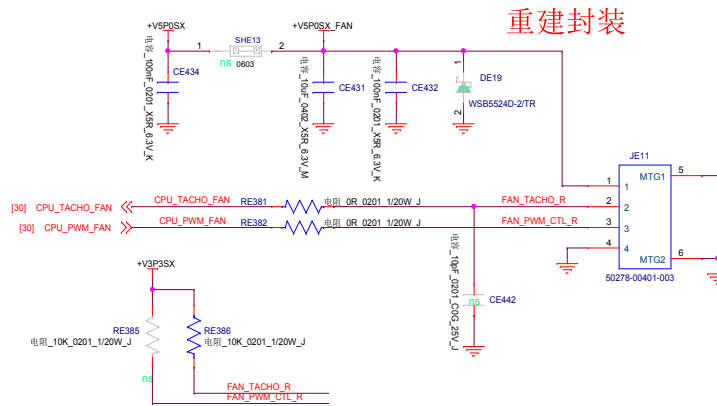 重建封装
+V5P0SX
+V5P0SX_FAN
SHE13
1
2
ns
0603
电容_100nF_0201_X5R_6.3V_K
CE434
电容_10uF_0402_X5R_6.3V_M
CE431
电容_100nF_0201_X5R_6.3V_K
CE432
1
DE19
ns
WSB5524D-2/TR
2
JE11
1
1
MTG1
5
2
2
3
3
4
4
MTG2
6
50278-00401-003
[30] CPU_TACHO_FAN
CPU_TACHO_FAN
RE381
电阻_0R_0201_1/20W_J
FAN_TACHO_R
[30] CPU_PWM_FAN
CPU_PWM_FAN
RE382
电阻_0R_0201_1/20W_J
FAN_PWM_CTL_R
电容_10pF_0201_C0G_25V_J
ns
CE442
+V3P3SX
RE385
电阻_10K_0201_1/20W_J
ns
RE386
电阻_10K_0201_1/20W_J
FAN_TACHO_R
FAN_PWM_CTL_R